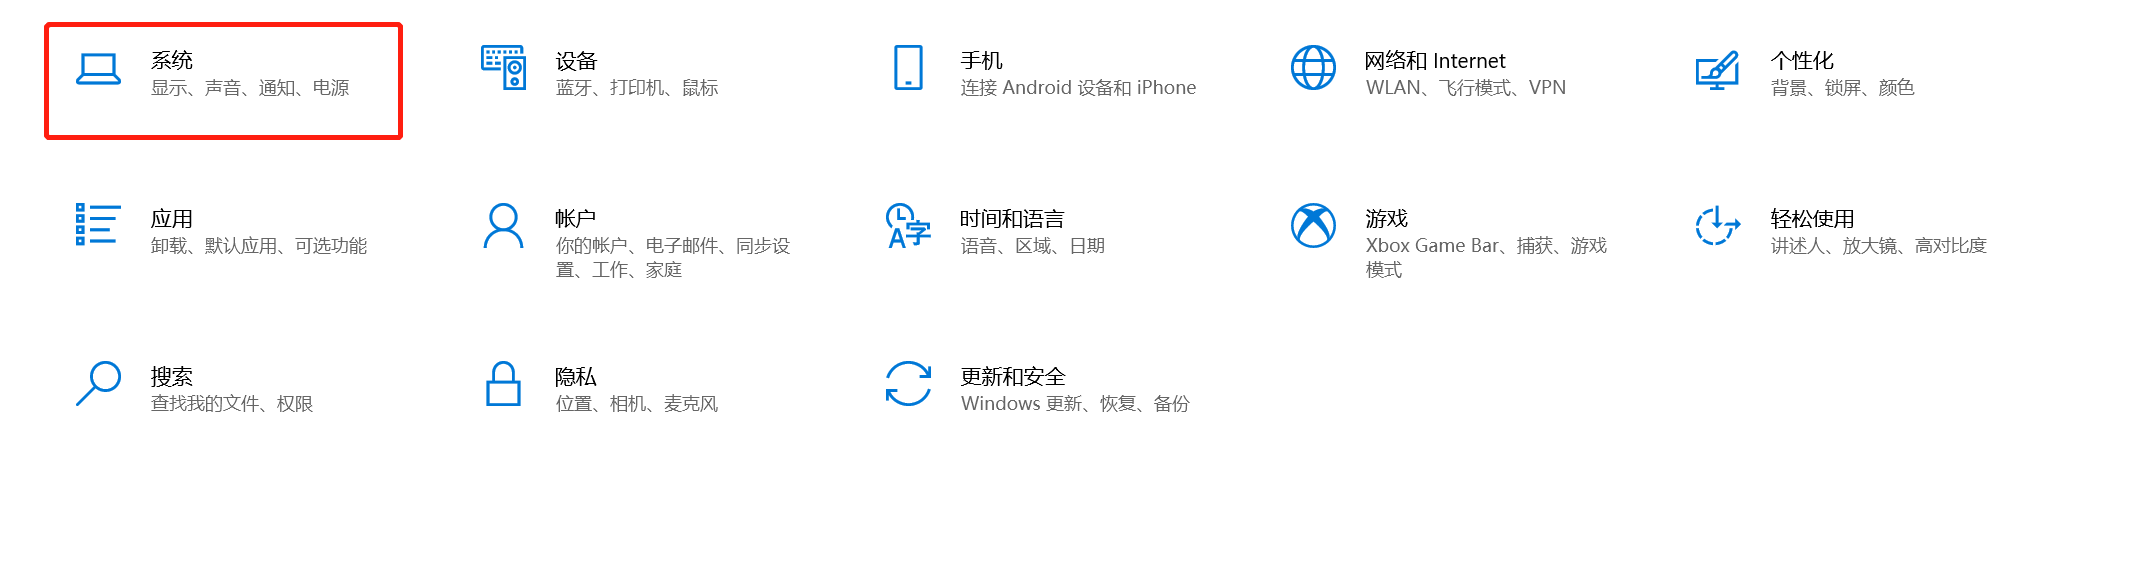 系统
显示、声音、通知、电源
设备
蓝牙、打印机、鼠标
手机
连接 Android 设备和 iPhone
网络和 Internet
WLAN、飞行模式、VPN
个性化
背景、锁屏、颜色
应用
卸载、默认应用、可选功能
帐户
你的帐户、电子邮件、同步设
置、工作、家庭
时间和语言
语音、区域、日期
游戏
Xbox Game Bar、捕获、游戏
模式
轻松使用
讲述人、放大镜、高对比度
搜索
查找我的文件、权限
隐私
位置、相机、麦克风
更新和安全
Windows 更新、恢复、备份